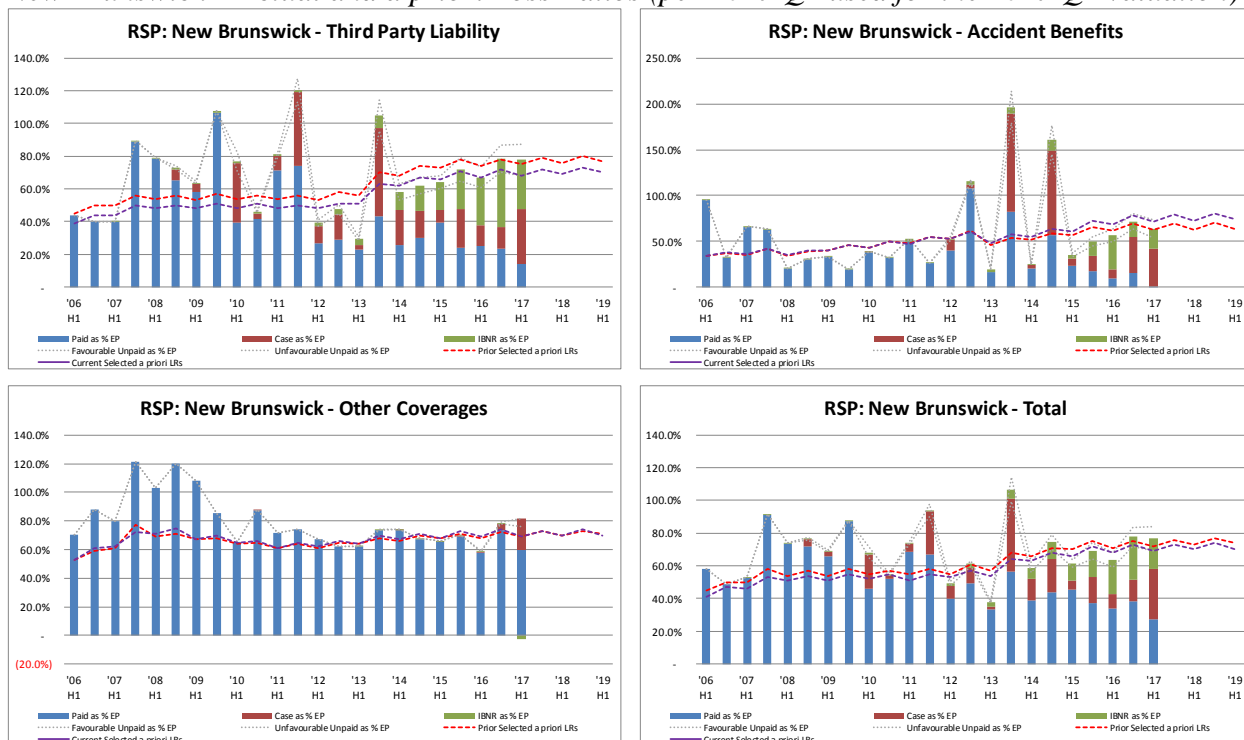 RSP: New Brunswick - Third Party Liability
140.0%
120.0%
100.0%
80.0%
60.0%
40.0%
20.0%
-
'06 '07 '08 '09 '10 '11 '12 '13 '14 '15 '16 '17 '18 '19
H1 H1 H1 H1 H1 H1 H1 H1 H1 H1 H1 H1 H1 H1
Paid as % EP Case as % EP IBNR as % EP
Favourable Unpaid as % EP Unfavourable Unpaid as % EP Prior Selected a priori LRs
Current Selected a priori LRs
RSP: New Brunswick - Accident Benefits
250.0%
200.0%
150.0%
100.0%
50.0%
-
'06 '07 '08 '09 '10 '11 '12 '13 '14 '15 '16 '17 '18 '19
H1 H1 H1 H1 H1 H1 H1 H1 H1 H1 H1 H1 H1 H1
Paid as % EP Case as % EP IBNR as % EP
Favourable Unpaid as % EP Unfavourable Unpaid as % EP Prior Selected a priori LRs
Current Selected a priori LRs
RSP: New Brunswick - Other Coverages
140.0%
120.0%
100.0%
80.0%
60.0%
40.0%
20.0%
-
(20.0%)
'06 '07 '08 '09 '10 '11 '12 '13 '14 '15 '16 '17 '18 '19
H1 H1 H1 H1 H1 H1 H1 H1 H1 H1 H1 H1 H1 H1
Paid as % EP Case as % EP IBNR as % EP
Favourable Unpaid as % EP Unfavourable Unpaid as % EP Prior Selected a priori LRs
Current Selected a priori LRs
RSP: New Brunswick - Total
140.0%
120.0%
100.0%
80.0%
60.0%
40.0%
20.0%
-
'06 '07 '08 '09 '10 '11 '12 '13 '14 '15 '16 '17 '18 '19
H1 H1 H1 H1 H1 H1 H1 H1 H1 H1 H1 H1 H1 H1
Paid as % EP Case as % EP IBNR as % EP
Favourable Unpaid as % EP Unfavourable Unpaid as % EP Prior Selected a priori LRs
Current Selected a priori LRs